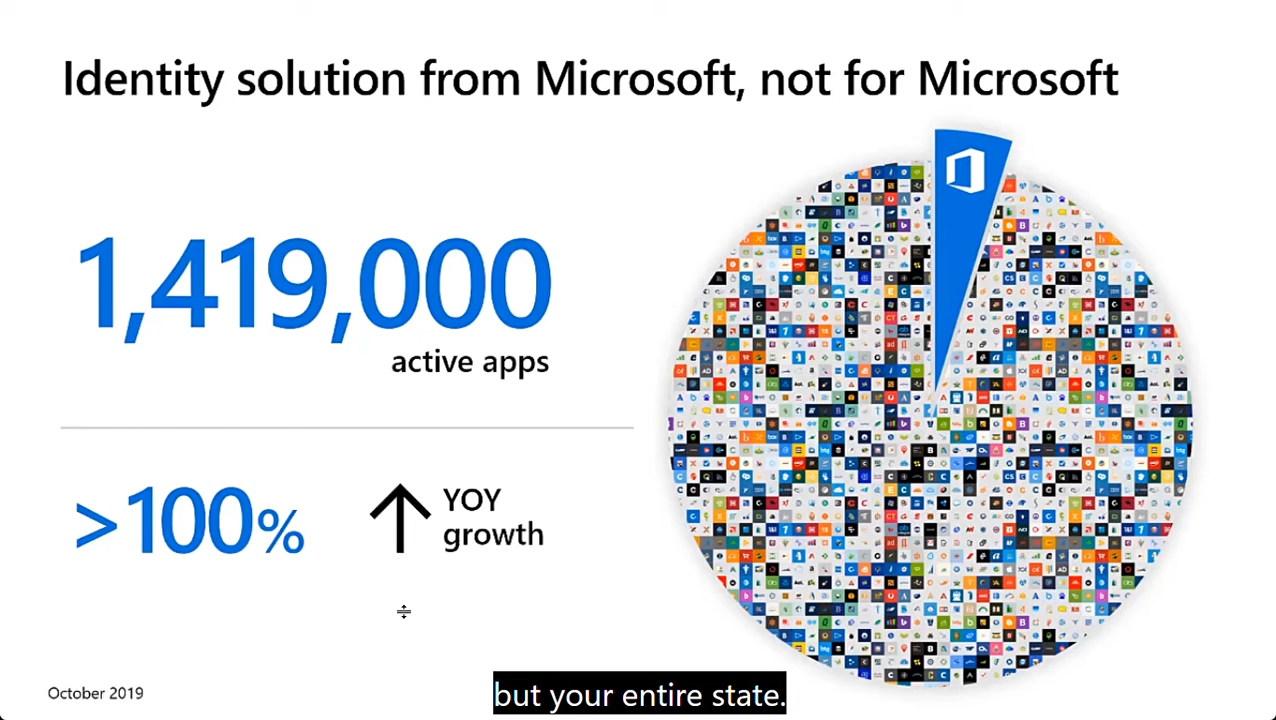 Identity solution from Microsoft, not for Microsoft
1,419,000
active apps
>100%
YOY
growth
October 2019
but your entire state.